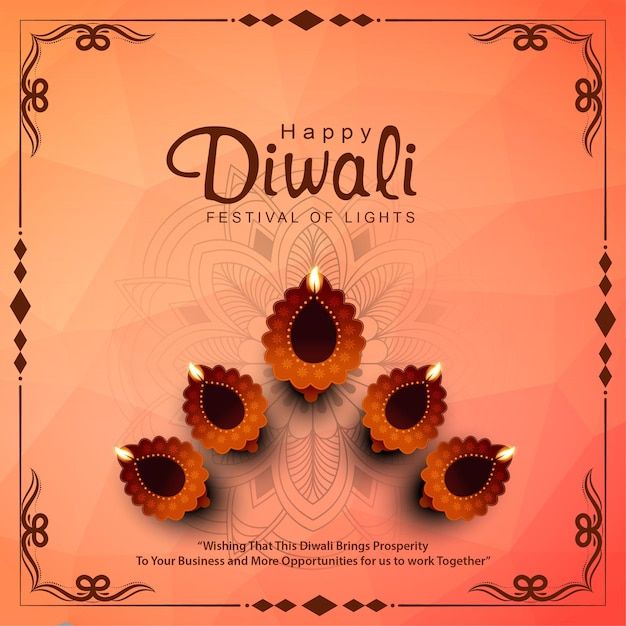 Happy
Diwali
FESTIVAL OF LIGHTS
“Wishing That This Diwali Brings Prosperity
To Your Business and More Opportunities for us to work Together”